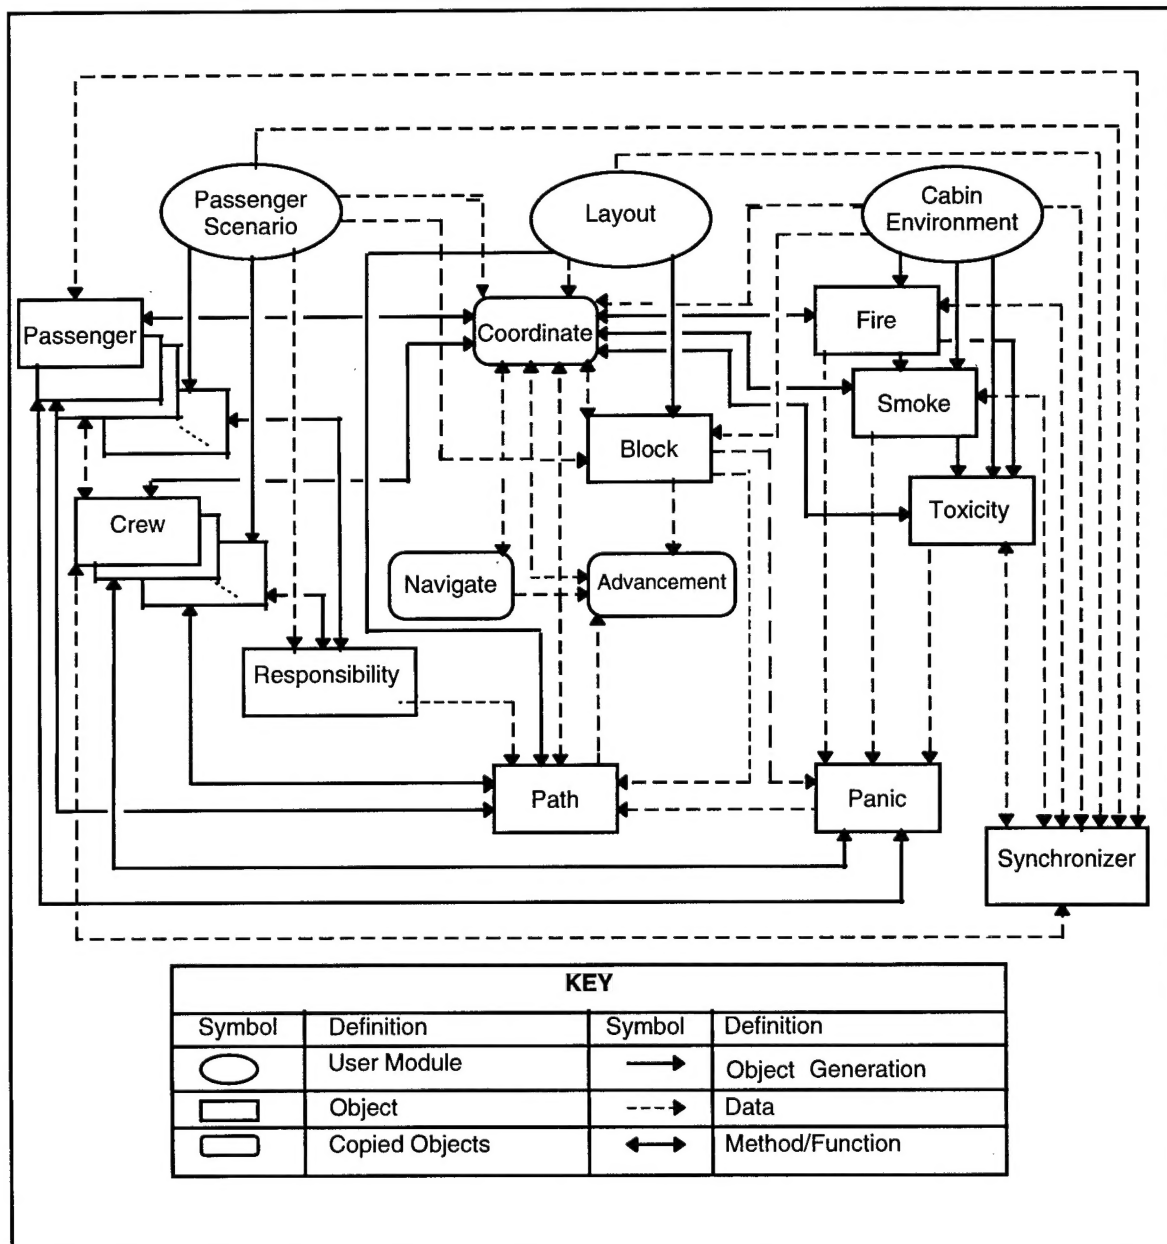 Passenger
Scenario
Layout
Cabin
Environment
Passenger
Coordinate
Fire
Smoke
Block
Toxicity
Crew
Navigate
Advancement
Responsibility
Path
Panic
Synchronizer
KEY
Symbol Definition Symbol Definition
User Module Object Generation
Object Data
Copied Objects Method/Function